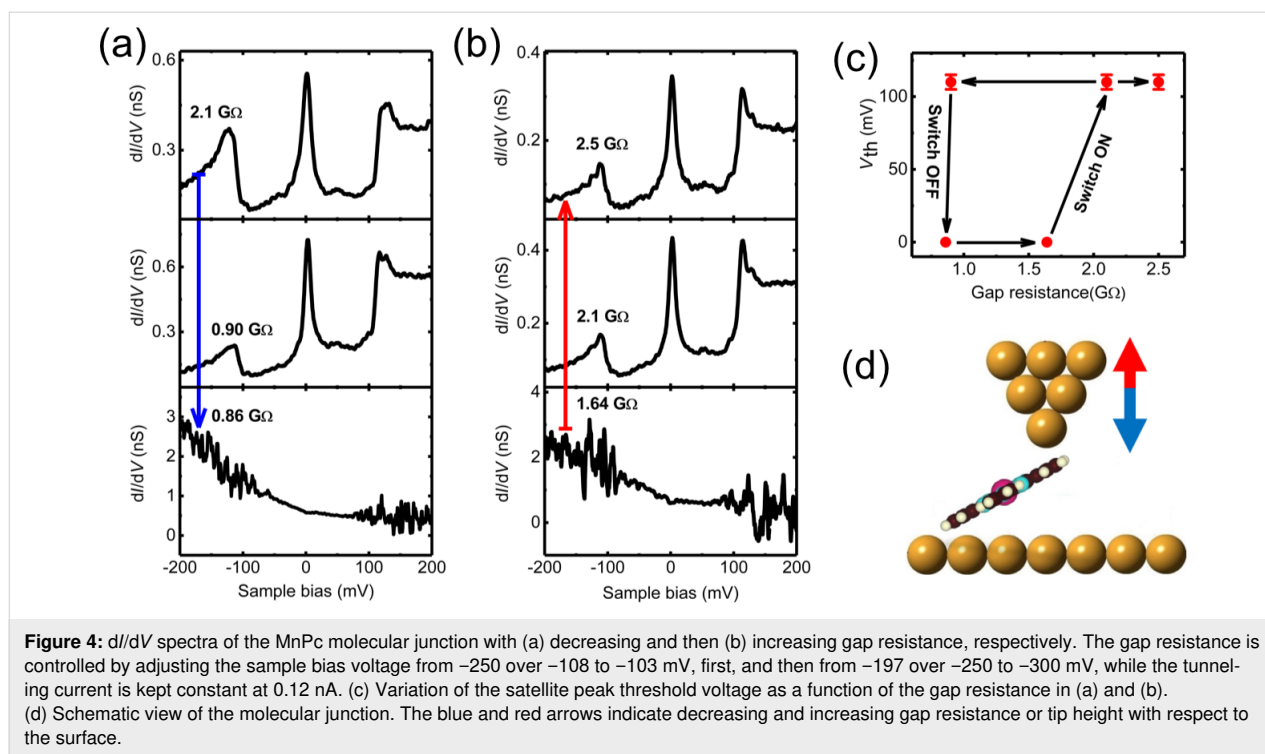 (a)
0.6
0.3
dI/dV (nS)
2.1 GΩ
0.6
0.3
dI/dV (nS)
0.90 GΩ
3
2
1
0
dI/dV (nS)
0.86 GΩ
-200 -100 0 100 200
Sample bias (mV)
(b)
0.4
0.2
dI/dV (nS)
2.5 GΩ
0.4
0.2
dI/dV (nS)
2.1 GΩ
4
2
0
dI/dV (nS)
1.64 GΩ
-200 -100 0 100 200
Sample bias (mV)
(c)
100
50
0
Vth (mV)
Switch OFF
Switch ON
1.0 1.5 2.0 2.5
Gap resistance(GΩ)
(d)
Figure 4: dI/dV spectra of the MnPc molecular junction with (a) decreasing and then (b) increasing gap resistance, respectively. The gap resistance is
controlled by adjusting the sample bias voltage from −250 over −108 to −103 mV, first, and then from −197 over −250 to −300 mV, while the tunnel-
ing current is kept constant at 0.12 nA. (c) Variation of the satellite peak threshold voltage as a function of the gap resistance in (a) and (b).
(d) Schematic view of the molecular junction. The blue and red arrows indicate decreasing and increasing gap resistance or tip height with respect to
the surface.